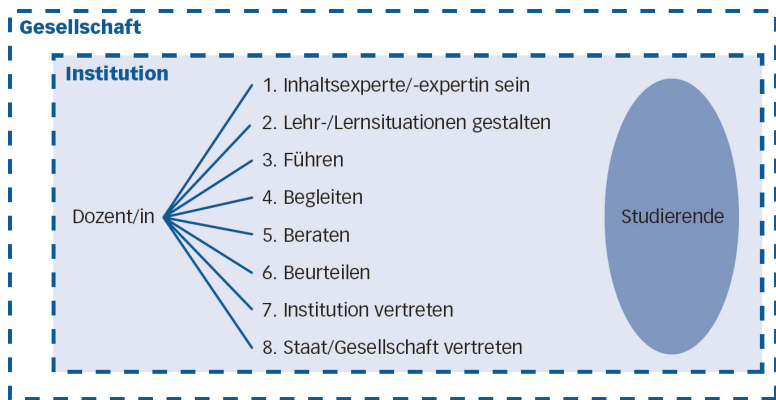 Gesellschaft
Institution
1. Inhaltsexperte/-expertin sein
2. Lehr-/Lernsituationen gestalten
3. Führen
4. Begleiten
Dozent/in
Studierende
5. Beraten
6. Beurteilen
7. Institution vertreten
8. Staat/Gesellschaft vertreten